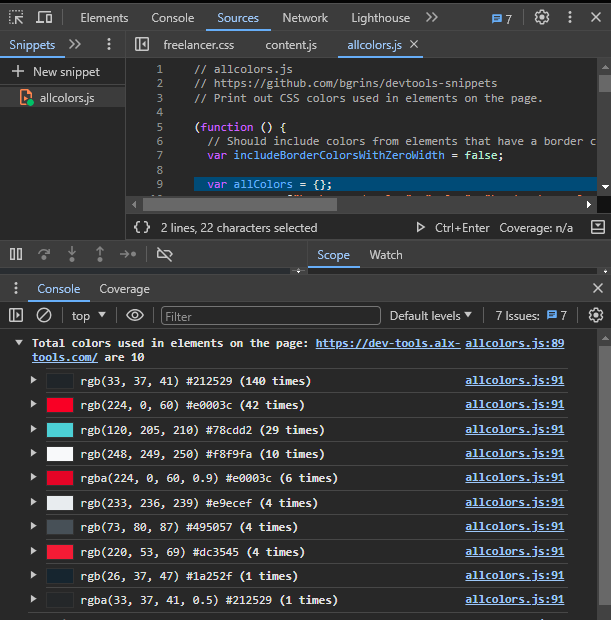 Elements Console Sources Network Lighthouse 7
Snippets freelancer.css content.js allcolors.js
New snippet
allcolors.js
1 // allcolors.js
2 // https://github.com/bgrins/devtools-snippets
3 // Print out CSS colors used in elements on the page.
4
5 (function () {
6 // Should include colors from elements that have a border c
7 var includeBorderColorsWithZeroWidth = false;
8
9 var allColors = {};
{} 2 lines, 22 characters selected Ctrl+Enter Coverage: n/a
Scope Watch
Console Coverage
top Filter Default levels 7 Issues: 7
Total colors used in elements on the page: https://dev-tools.alx- allcolors.js:89
tools.com/ are 10
rgb(33, 37, 41) #212529 (140 times) allcolors.js:91
rgb(224, 0, 60) #e0003c (42 times) allcolors.js:91
rgb(120, 205, 210) #78cdd2 (29 times) allcolors.js:91
rgb(248, 249, 250) #f8f9fa (10 times) allcolors.js:91
rgba(224, 0, 60, 0.9) #e0003c (6 times) allcolors.js:91
rgb(233, 236, 239) #e9ecef (4 times) allcolors.js:91
rgb(73, 80, 87) #495057 (4 times) allcolors.js:91
rgb(220, 53, 69) #dc3545 (4 times) allcolors.js:91
rgb(26, 37, 47) #1a252f (1 times) allcolors.js:91
rgba(33, 37, 41, 0.5) #212529 (1 times) allcolors.js:91